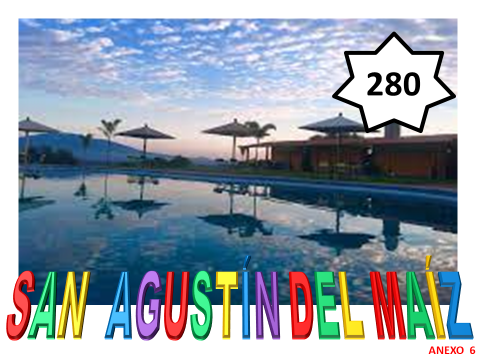 280
SAN AGUSTÍN DEL MAÍZ
ANEXO 6